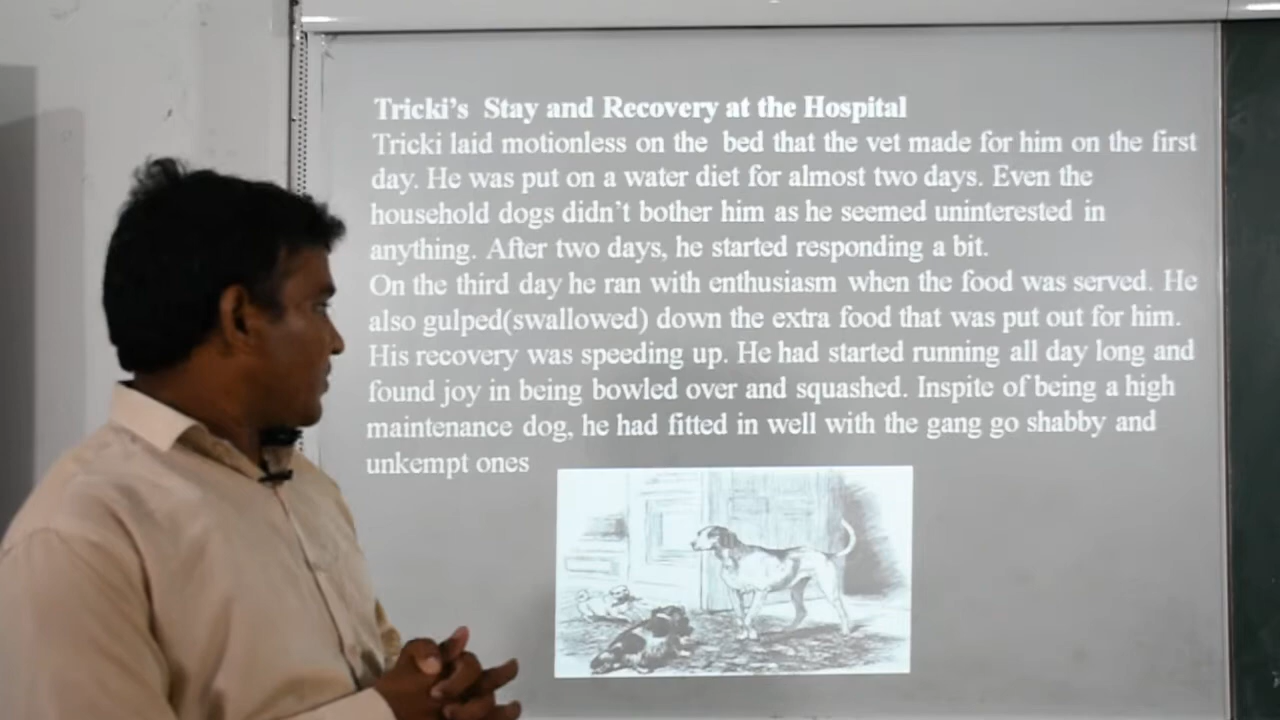 Tricki's Stay and Recovery at the Hospital
Tricki laid motionless on the bed that the vet made for him on the first
day. He was put on a water diet for almost two days. Even the
household dogs didn't bother him as he seemed uninterested in
anything. After two days, he started responding a bit.
On the third day he ran with enthusiasm when the food was served. He
also gulped(swallowed) down the extra food that was put out for him.
His recovery was speeding up. He had started running all day long and
found joy in being bowled over and squashed. Inspite of being a high
maintenance dog, he had fitted in well with the gang go shabby and
unkempt ones